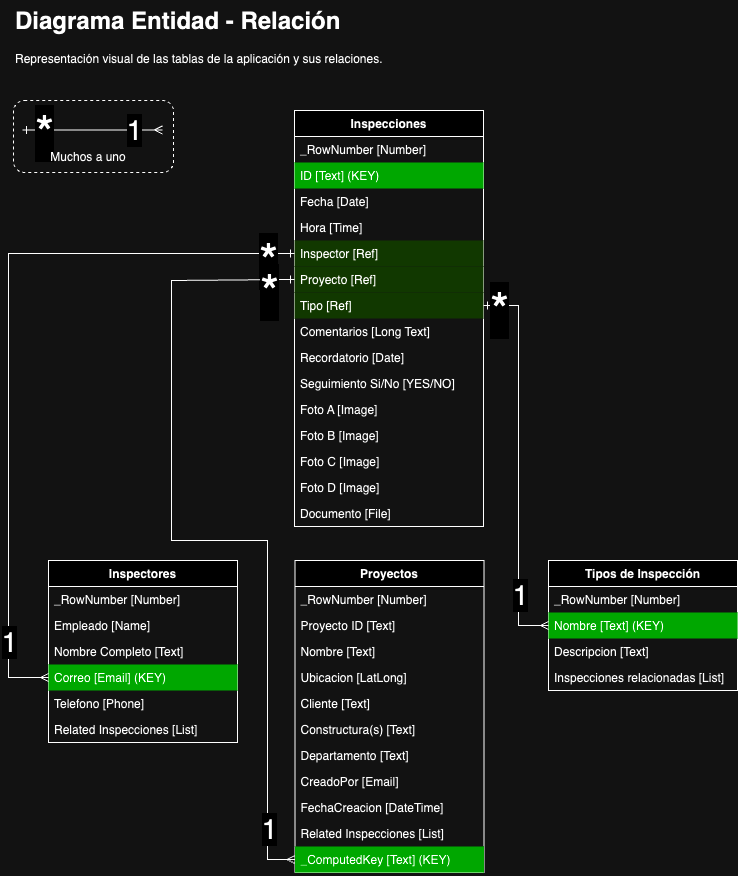 Diagrama Entidad - Relación
Representación visual de las tablas de la aplicación y sus relaciones.
* 1
Muchos a uno
Inspecciones
_RowNumber [Number]
ID [Text] (KEY)
Fecha [Date]
Hora [Time]
* Inspector [Ref]
* Proyecto [Ref]
Tipo [Ref] *
Comentarios [Long Text]
Recordatorio [Date]
Seguimiento Si/No [YES/NO]
Foto A [Image]
Foto B [Image]
Foto C [Image]
Foto D [Image]
Documento [File]
Inspectores
_RowNumber [Number]
Empleado [Name]
Nombre Completo [Text]
1
Correo [Email] (KEY)
Telefono [Phone]
Related Inspecciones [List]
Proyectos
_RowNumber [Number]
Proyecto ID [Text]
Nombre [Text]
Ubicacion [LatLong]
Cliente [Text]
Constructura(s) [Text]
Departamento [Text]
CreadoPor [Email]
FechaCreacion [DateTime]
Related Inspecciones [List]
1
_ComputedKey [Text] (KEY)
Tipos de Inspección
_RowNumber [Number]
1
Nombre [Text] (KEY)
Descripcion [Text]
Inspecciones relacionadas [List]